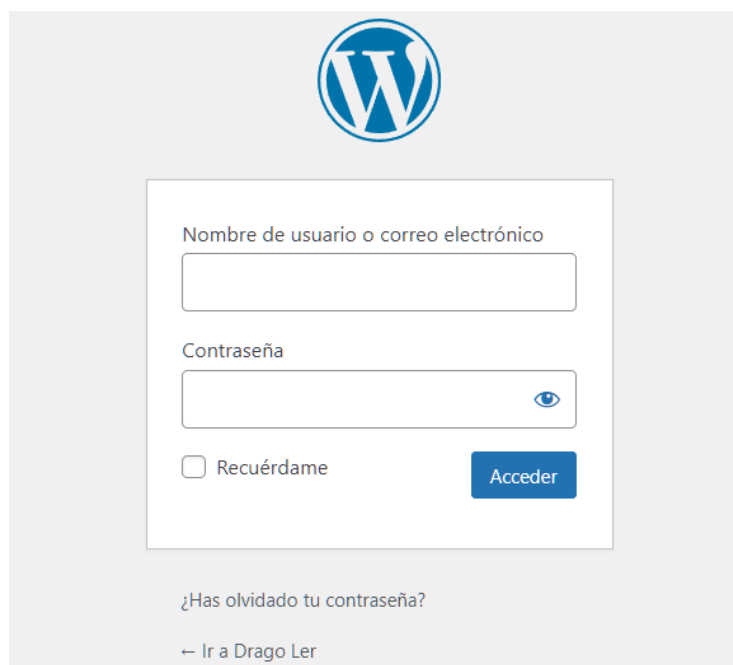 Nombre de usuario o correo electrónico
Contraseña
Recuérdame
Acceder
¿Has olvidado tu contraseña?
← Ir a Drago Ler